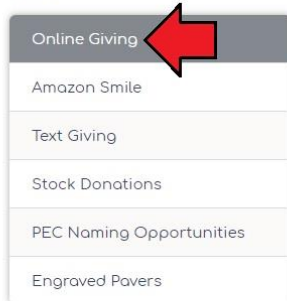 Online Giving
Amazon Smile
Text Giving
Stock Donations
PEC Naming Opportunities
Engraved Pavers